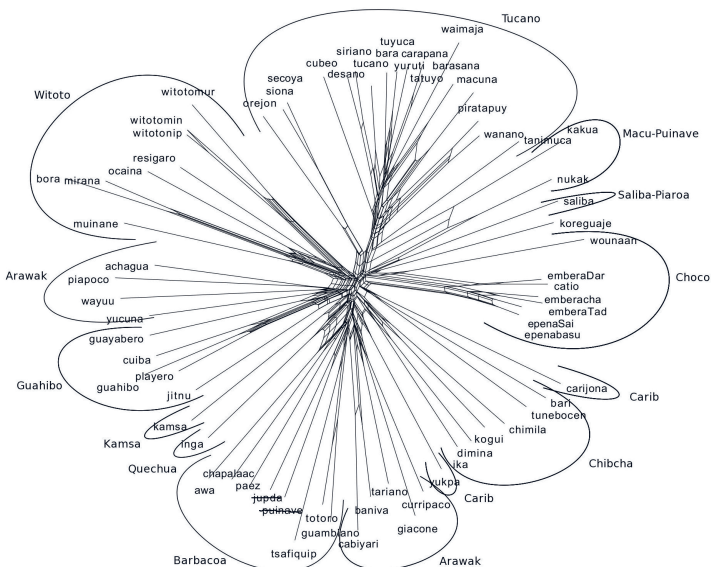 Tucano
waimaja
tuyuca
siriano bara carapana
cubeo tucano yuruti barasana
desano tatuyo
secoya macuna
siona
orejon
piratapuy
Witoto
witotomur
witotomin
witotonip
wanano
tanimuca
kakua
Macu-Puinave
resigaro
ocaina
bora mirana
nukak
Saliba-Piaroa
saliba
muinane
koreguaje
wounaan
Arawak
achagua
piapoco
wayuu
yucuna
Choco
emberaDar
catio
emberacha
emberaTad
epenaSai
epenabasu
guayabero
cuiba
playero
Guahibo
guahibo
jitnu
carijona
Carib
bari
tunebocen
Kamsa
kamsa
chimila
Quechua
inga
kogui
dimina
ika
Chibcha
chapalaac
awa
paez
jupda
puinave
yukpa
Carib
tariano
curripaco
totoro
baniva
guambiano
giacone
cabiyari
tsafiquip
Barbacoa
Arawak